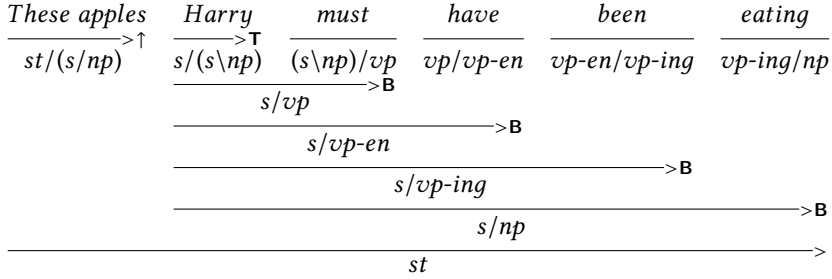 These apples Harry must have been eating
>↑ >T
st/(s/np) s/(s\np) (s\np)/vp vp/vp-en vp-en/vp-ing vp-ing/np
>B
s/vp
>B
s/vp-en
>B
s/vp-ing
>B
s/np
>
st